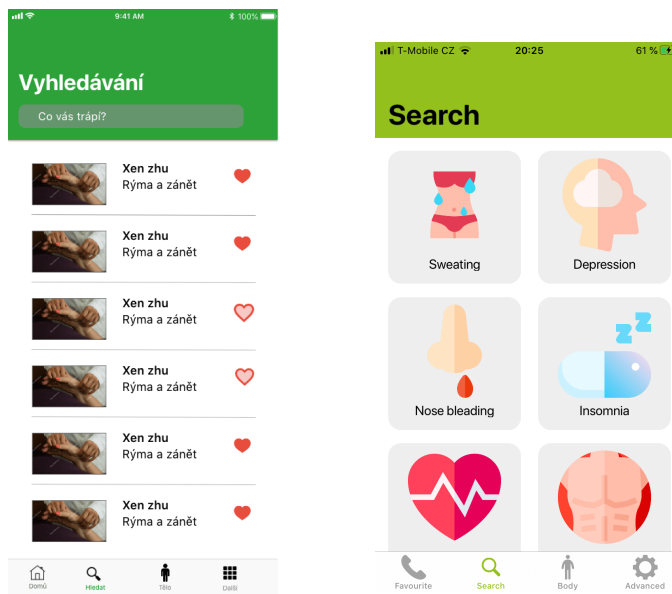 9:41 AM
100%
Vyhledávání
Co vás trápí?
Xen zhu
Rýma a zánět
Xen zhu
Rýma a zánět
Xen zhu
Rýma a zánět
Xen zhu
Rýma a zánět
Xen zhu
Rýma a zánět
Xen zhu
Rýma a zánět
Domů
Hledat
Tělo
Další
T-Mobile CZ
20:25
61 %
Search
Sweating
Depression
Nose bleading
Insomnia
zz
Favourite
Search
Body
Advanced